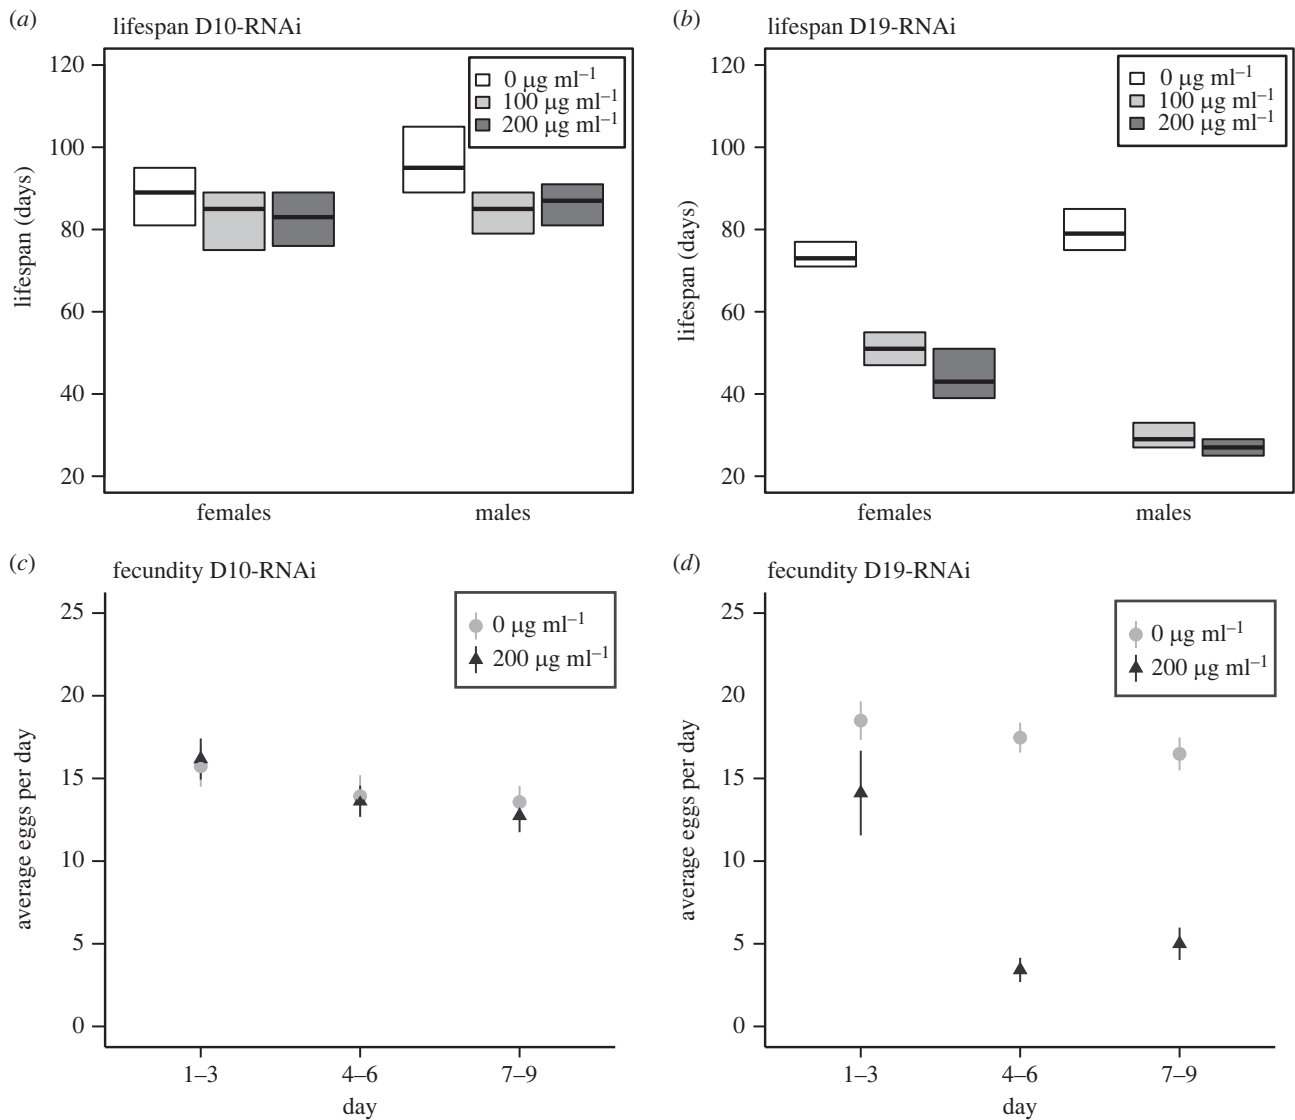 (a) lifespan D10-RNAi
120
100
80
60
40
20
lifespan (days)
0 µg ml⁻¹
100 µg ml⁻¹
200 µg ml⁻¹
females males
(b) lifespan D19-RNAi
120
100
80
60
40
20
lifespan (days)
0 µg ml⁻¹
100 µg ml⁻¹
200 µg ml⁻¹
females males
(c) fecundity D10-RNAi
25
20
15
10
5
0
average eggs per day
0 µg ml⁻¹
200 µg ml⁻¹
1–3 4–6 7–9
day
(d) fecundity D19-RNAi
25
20
15
10
5
0
average eggs per day
0 µg ml⁻¹
200 µg ml⁻¹
1–3 4–6 7–9
day